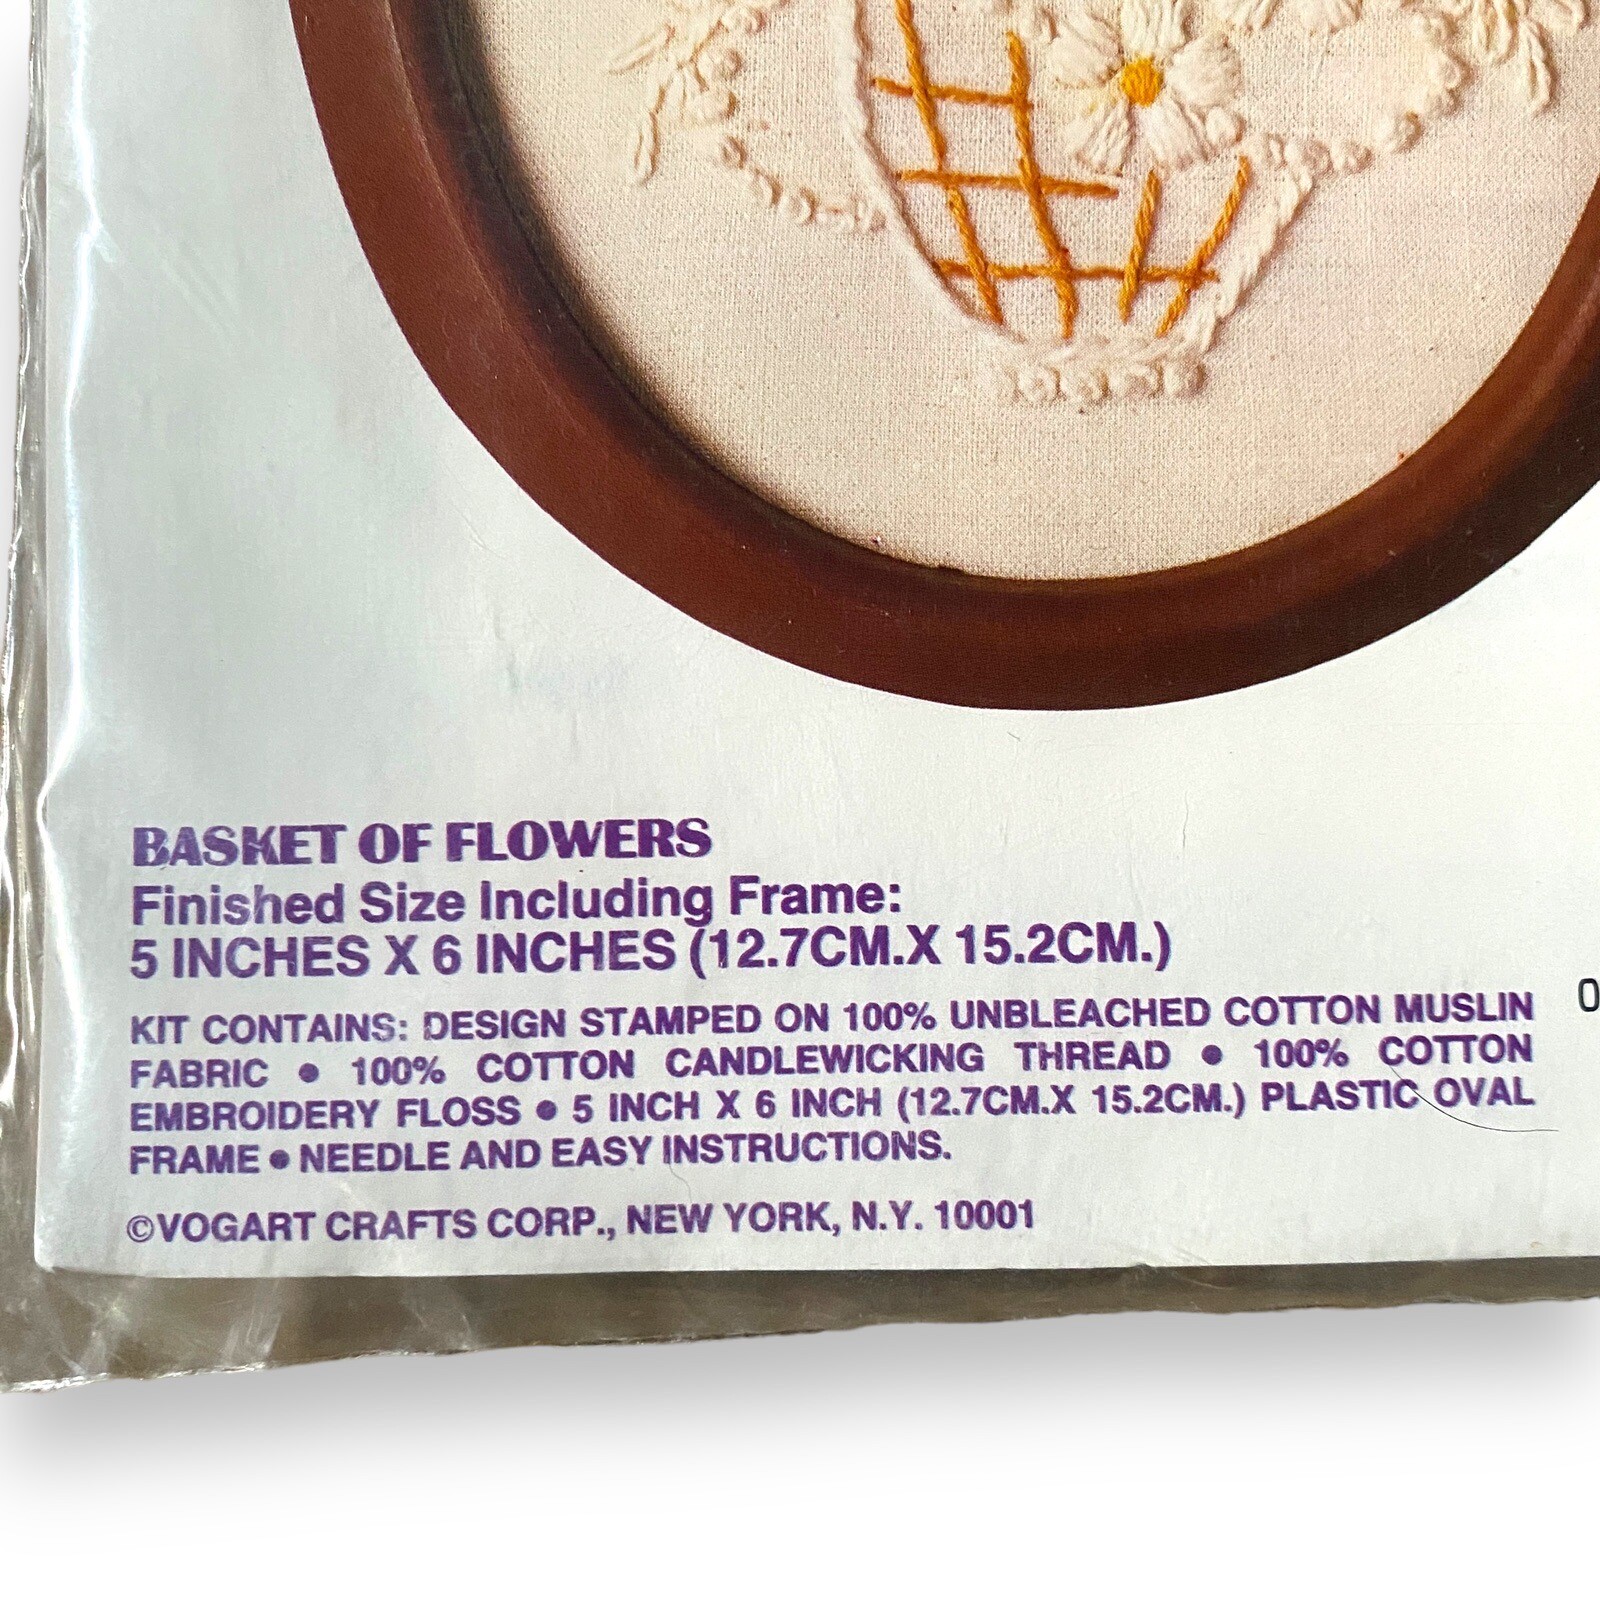 BASKET OF FLOWERS
Finished Size Including Frame:
5 INCHES X 6 INCHES (12.7CM.X 15.2CM.)
KIT CONTAINS: DESIGN STAMPED ON 100% UNBLEACHED COTTON MUSLIN
FABRIC • 100% COTTON CANDLEWICKING THREAD • 100% COTTON
EMBROIDERY FLOSS • 5 INCH X 6 INCH (12.7CM.X 15.2CM.) PLASTIC OVAL
FRAME • NEEDLE AND EASY INSTRUCTIONS.
©VOGART CRAFTS CORP., NEW YORK, N.Y. 10001